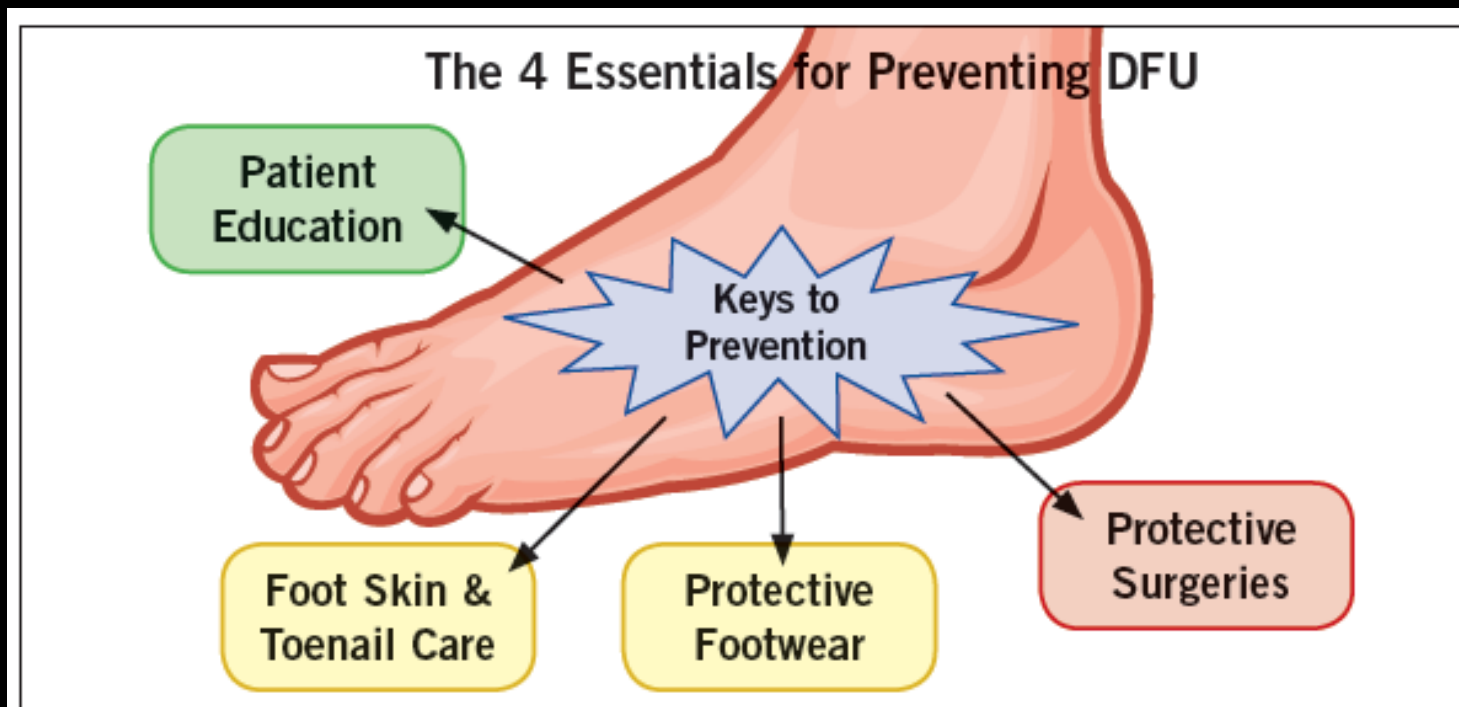 The 4 Essentials for Preventing DFU
Patient
Education
Keys to
Prevention
Foot Skin &
Toenail Care
Protective
Footwear
Protective
Surgeries